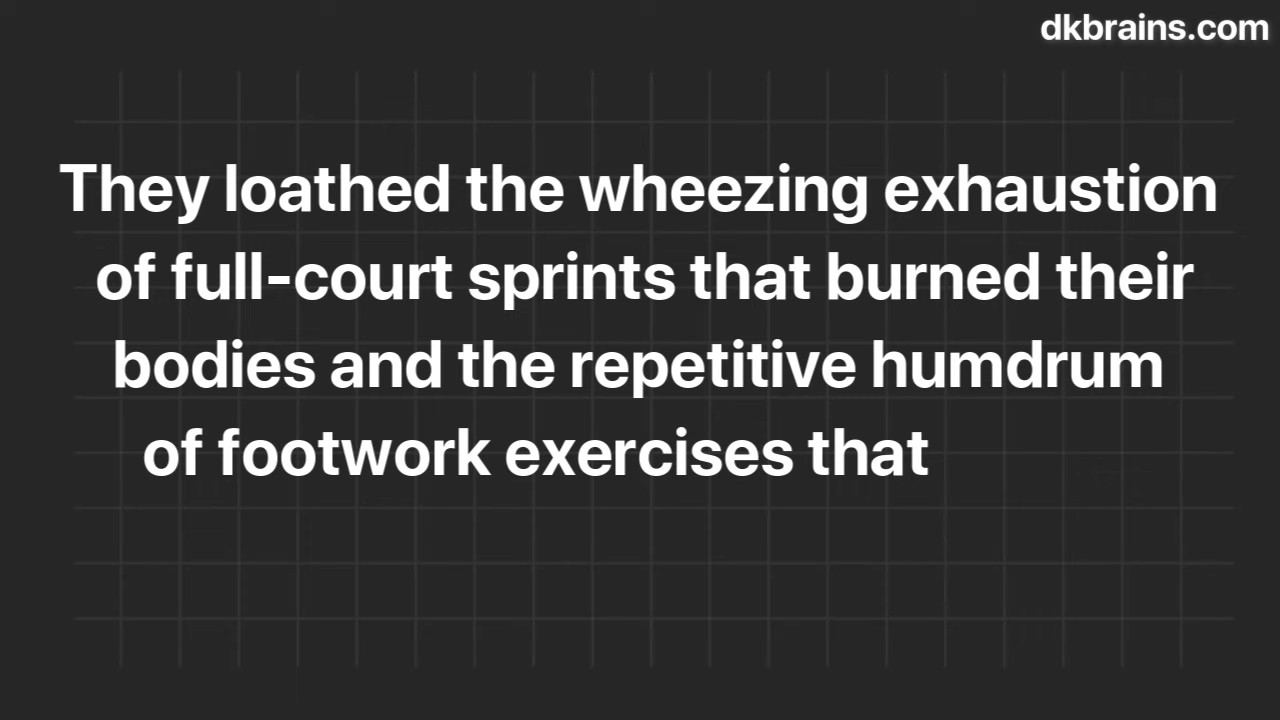 dkbrains.com
They loathed the wheezing exhaustion
of full-court sprints that burned their
bodies and the repetitive humdrum
of footwork exercises that